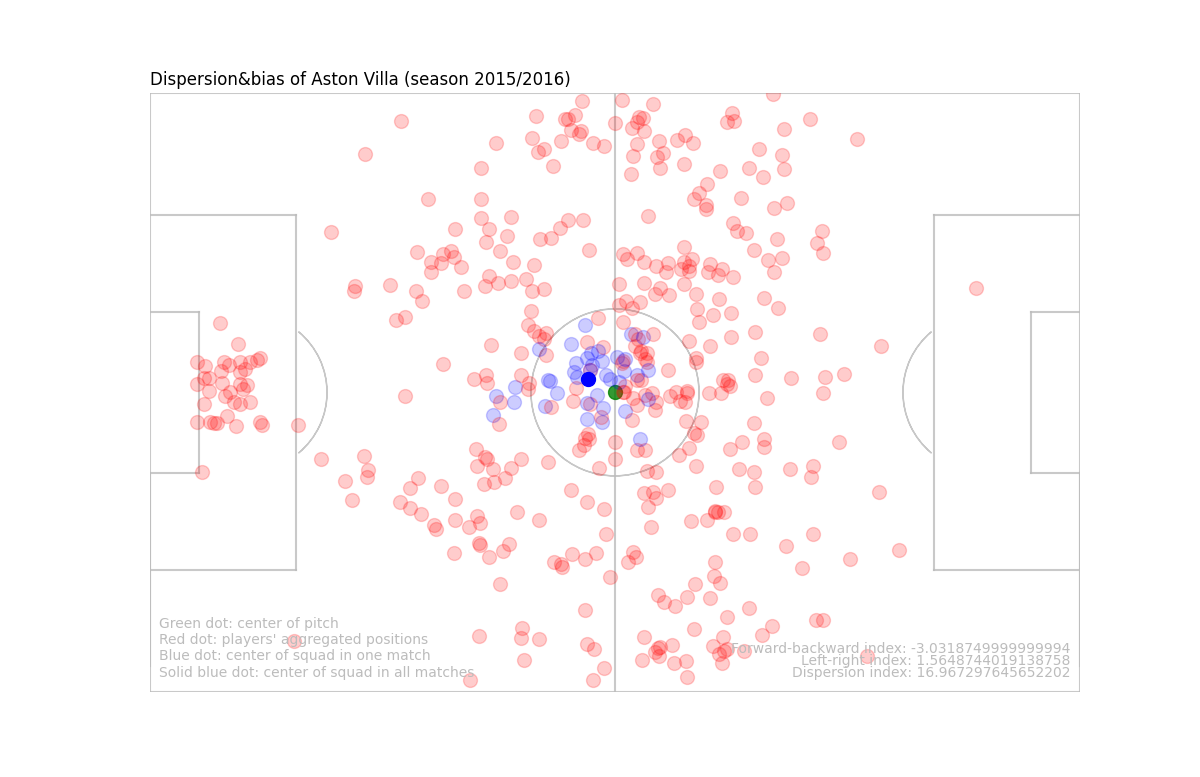 Dispersion&bias of Aston Villa (season 2015/2016)
Green dot: center of pitch
Red dot: players' aggregated positions
Blue dot: center of squad in one match
Solid blue dot: center of squad in all matches
Forward-backward index: -3.0318749999999994
Left-right index: 1.5648744019138758
Dispersion index: 16.967297645652202